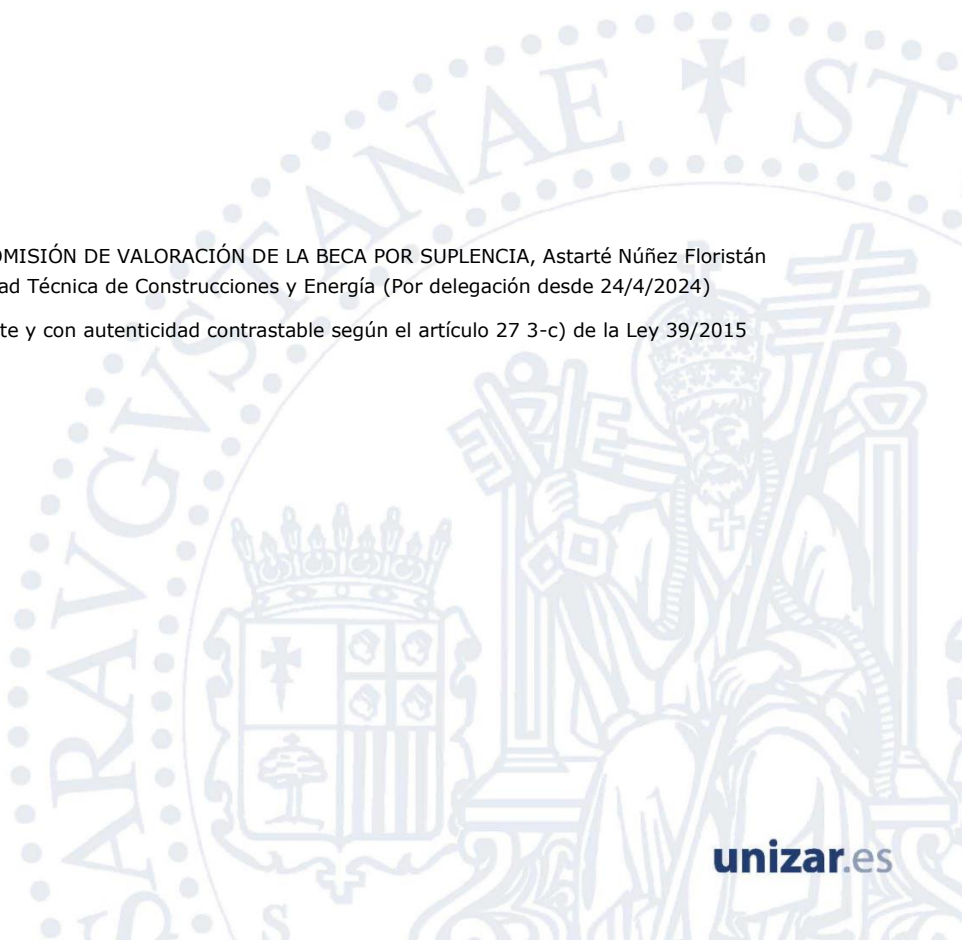 OMISIÓN DE VALORACIÓN DE LA BECA POR SUPLENCIA, Astarté Núñez Floristán
ad Técnica de Construcciones y Energía (Por delegación desde 24/4/2024)
te y con autenticidad contrastable según el artículo 27 3-c) de la Ley 39/2015
SARAVGVSTANAE ST
S
unizar.es